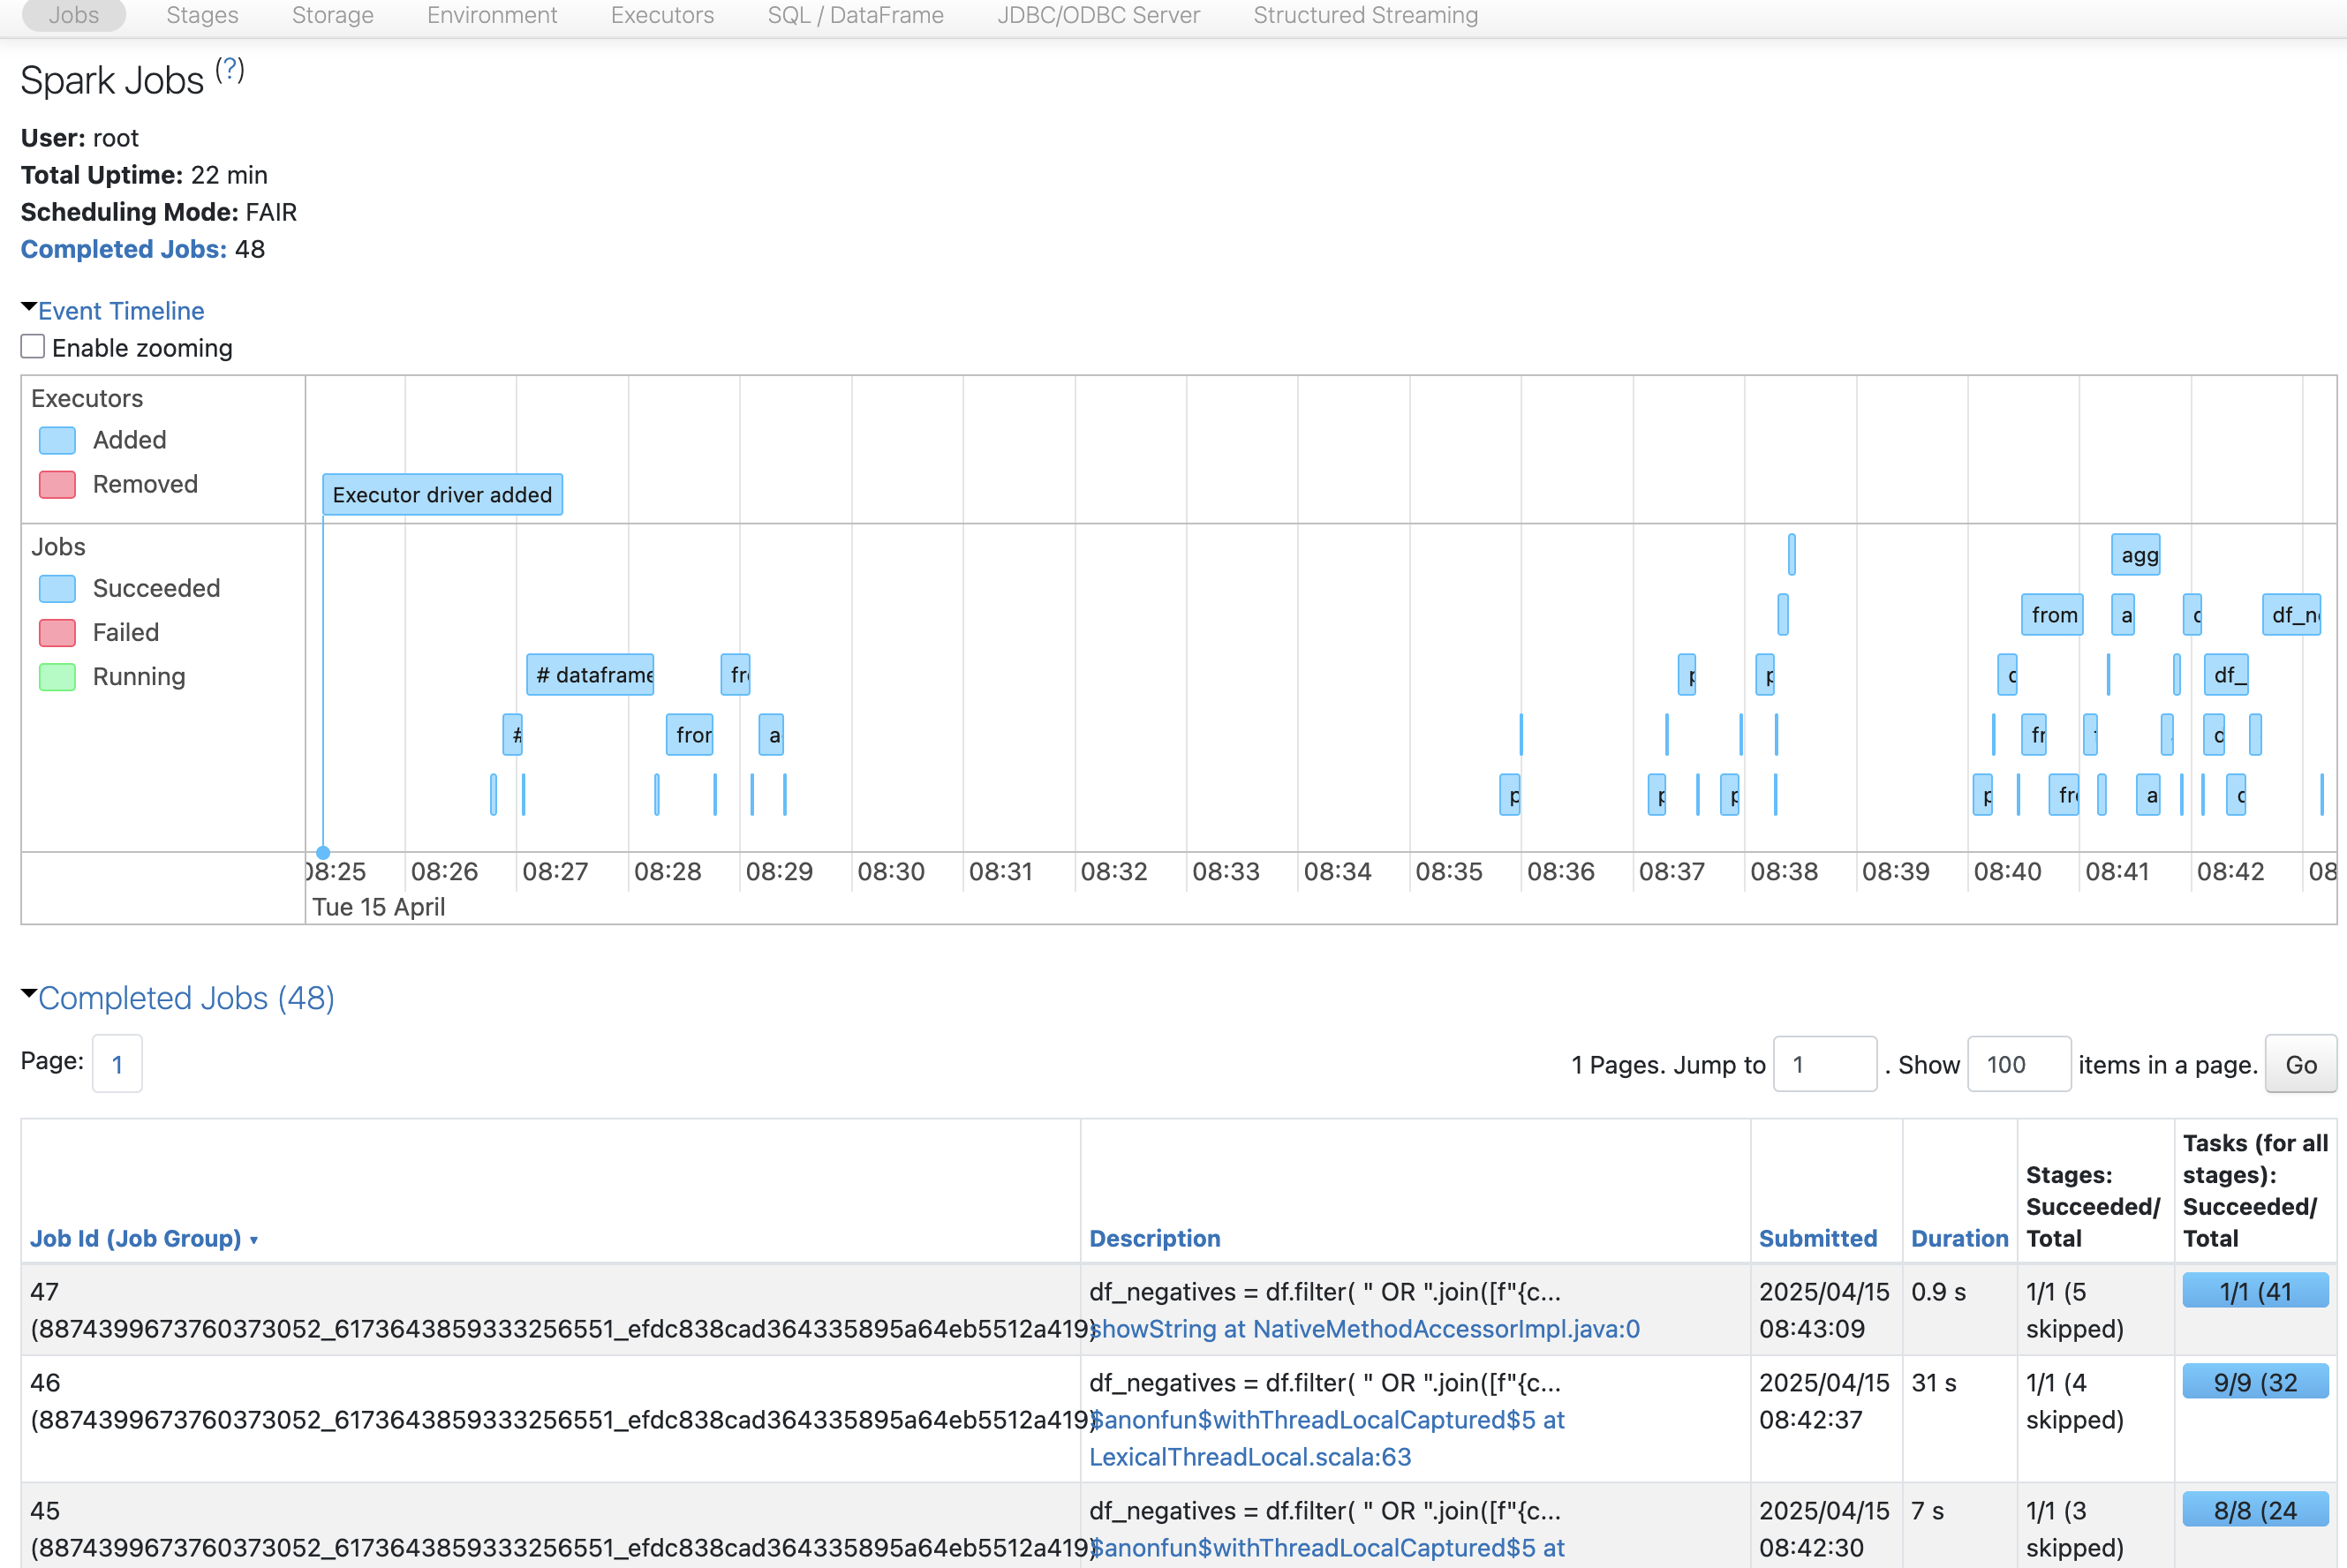 Jobs Stages Storage Environment Executors SQL / DataFrame JDBC/ODBC Server Structured Streaming
Spark Jobs (?)
User: root
Total Uptime: 22 min
Scheduling Mode: FAIR
Completed Jobs: 48
Event Timeline
Enable zooming
Executors
Added
Removed
Executor driver added
Jobs
Succeeded
Failed
Running
agg
from a df_n
# dataframe fr p p df_
# fror a fr
p p p p fr a
08:25 08:26 08:27 08:28 08:29 08:30 08:31 08:32 08:33 08:34 08:35 08:36 08:37 08:38 08:39 08:40 08:41 08:42 08
Tue 15 April
Completed Jobs (48)
Page: 1
1 Pages. Jump to 1 . Show 100 items in a page. Go
Job Id (Job Group) ▾
Description
Submitted
Duration
Stages: Succeeded/Total
Tasks (for all stages): Succeeded/Total
47
(8874399673760373052_6173643859333256551_efdc838cad364335895a64eb5512a419)
df_negatives = df.filter( " OR ".join([f"{c...
showString at NativeMethodAccessorImpl.java:0
2025/04/15
08:43:09
0.9 s
1/1 (5
skipped)
1/1 (41
46
(8874399673760373052_6173643859333256551_efdc838cad364335895a64eb5512a419)
df_negatives = df.filter( " OR ".join([f"{c...
$anonfun$withThreadLocalCaptured$5 at
LexicalThreadLocal.scala:63
2025/04/15
08:42:37
31 s
1/1 (4
skipped)
9/9 (32
45
(8874399673760373052_6173643859333256551_efdc838cad364335895a64eb5512a419)
df_negatives = df.filter( " OR ".join([f"{c...
$anonfun$withThreadLocalCaptured$5 at
2025/04/15
08:42:30
7 s
1/1 (3
skipped)
8/8 (24